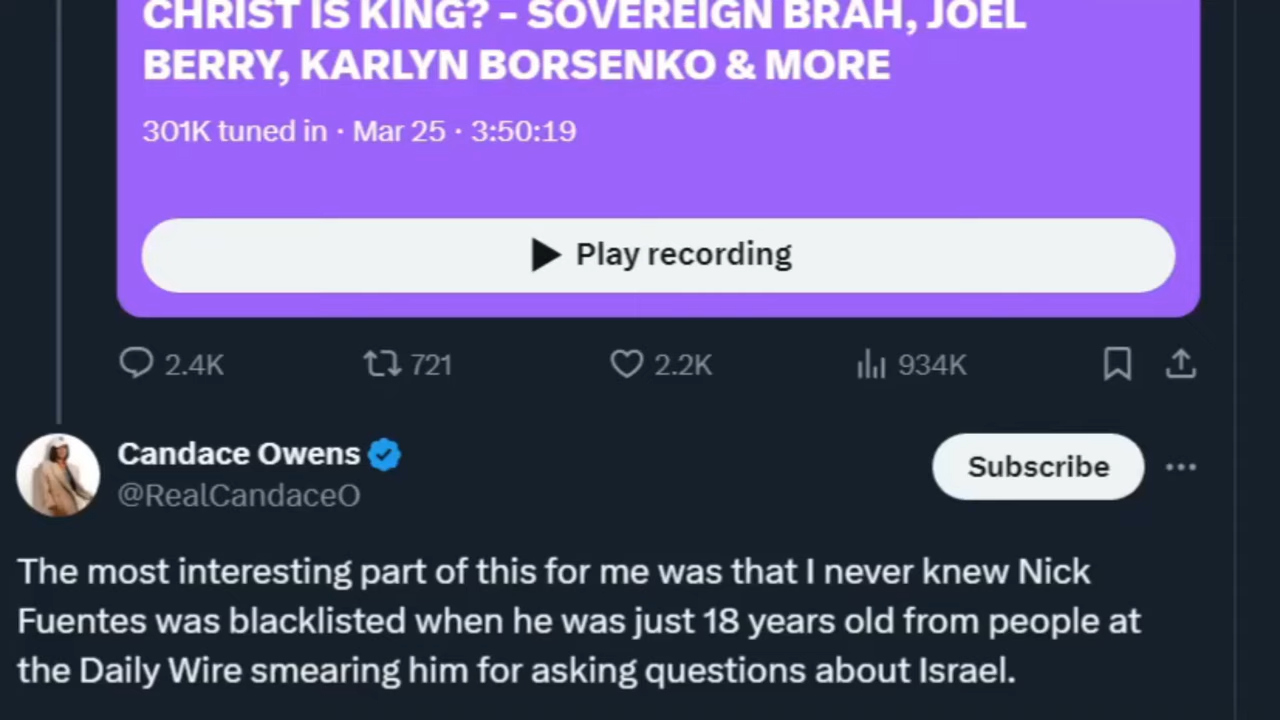 CHRIST IS KING? – SOVEREIGN BRAH, JOEL
BERRY, KARLYN BORSENKO & MORE
301K tuned in · Mar 25 · 3:50:19
Play recording
2.4K 721 2.2K 934K
Candace Owens
@RealCandaceO
Subscribe
The most interesting part of this for me was that I never knew Nick
Fuentes was blacklisted when he was just 18 years old from people at
the Daily Wire smearing him for asking questions about Israel.